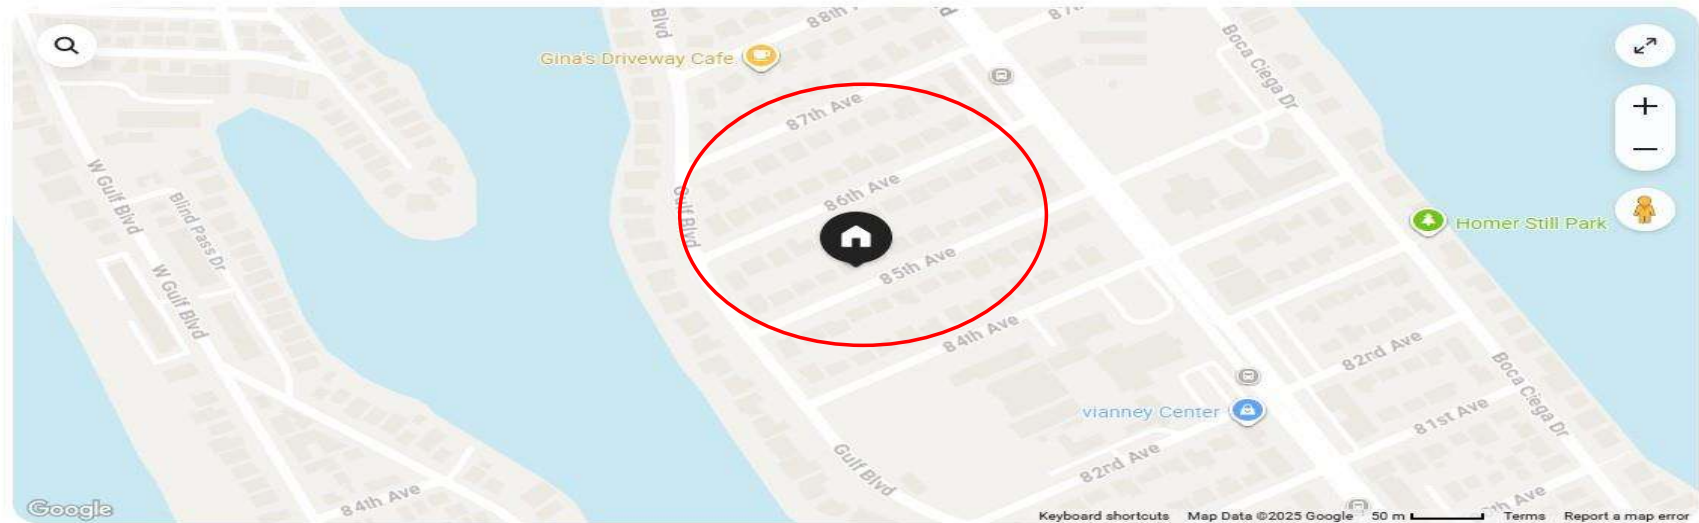 Blvd
88th
87th
Gina's Driveway Cafe
Boca Ciega Dr
87th Ave
W Gulf Blvd
Blind Pass Dr
Gulf Blvd
86th Ave
Homer Still Park
85th Ave
W Gulf Blvd
84th Ave
82nd Ave
Boca Ciega Dr
vianney Center
81st Ave
Gulf Blvd
82nd Ave
84th Ave
Google
Keyboard shortcuts Map Data ©2025 Google 50 m Terms Report a map error
Ave